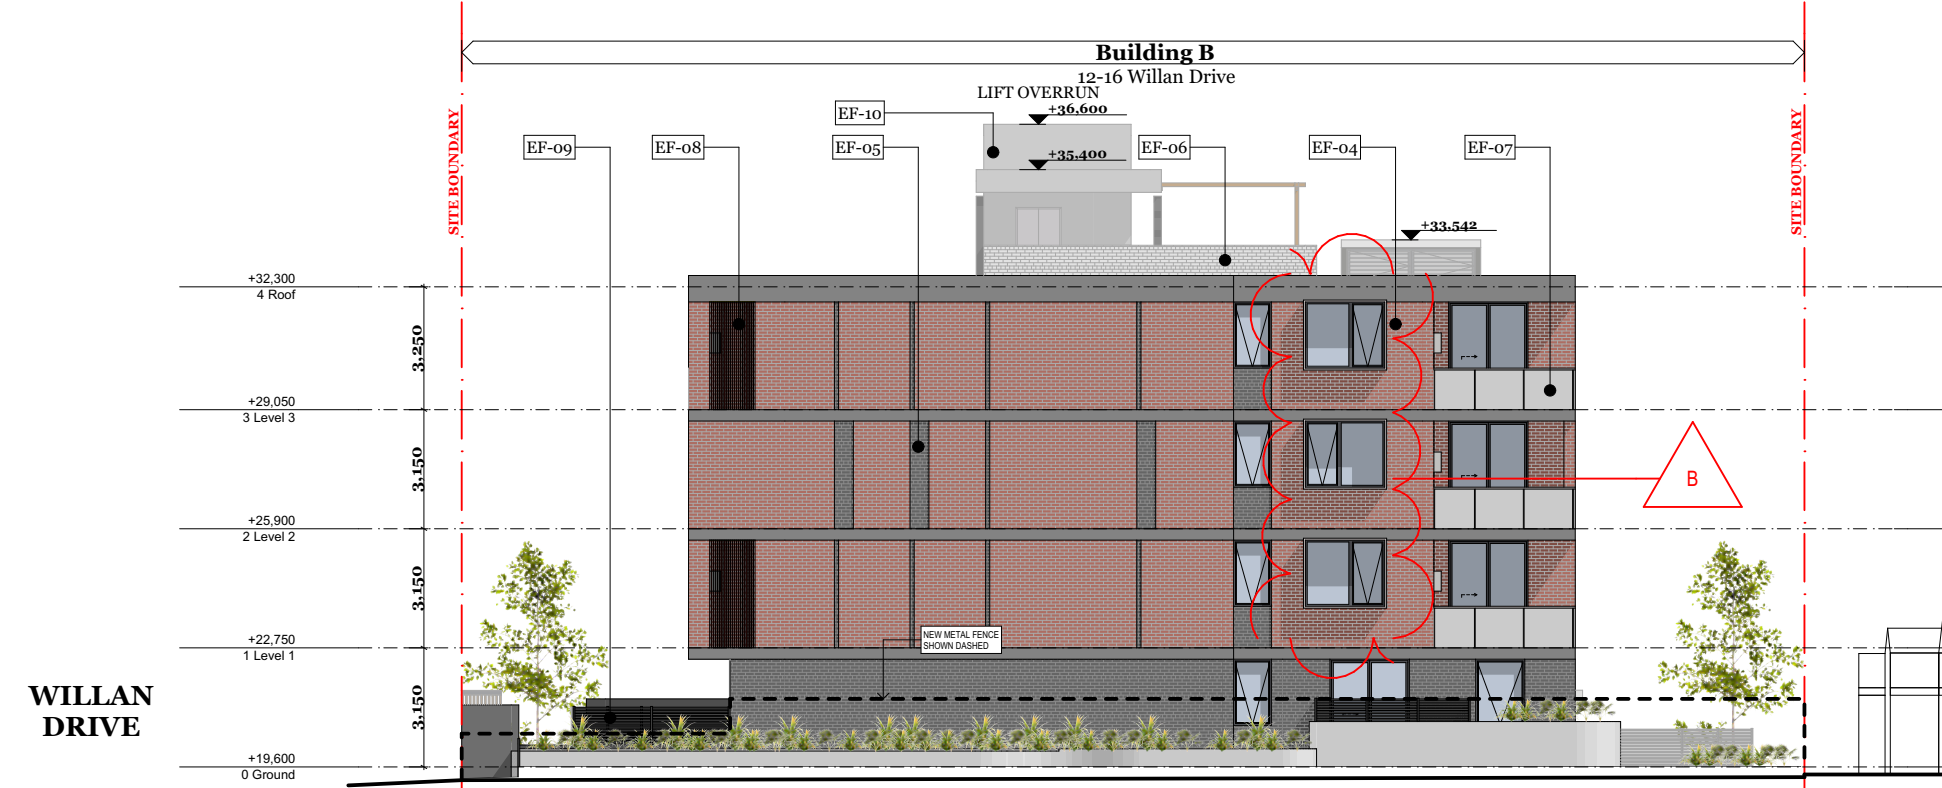 Building B
12-16 Willan Drive
LIFT OVERRUN
+36,600
EF-10
EF-09
EF-08
EF-05
+35,400
EF-06
EF-04
EF-07
SITE BOUNDARY
SITE BOUNDARY
+33,542
+32,300
4 Roof
3,250
+29,050
3 Level 3
3,150
B
+25,900
2 Level 2
3,150
+22,750
1 Level 1
NEW METAL FENCE
SHOWN DASHED
WILLAN
DRIVE
3,150
+19,600
0 Ground